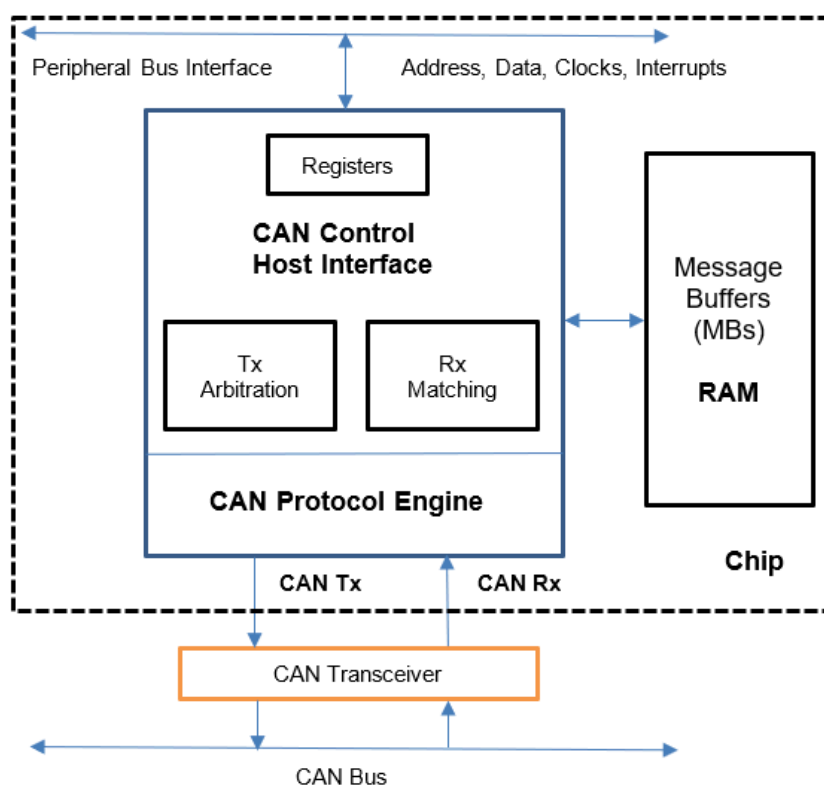 Peripheral Bus Interface
Address, Data, Clocks, Interrupts
Registers
CAN Control
Host Interface
Tx
Arbitration
Rx
Matching
CAN Protocol Engine
Message
Buffers
(MBs)
RAM
Chip
CAN Tx
CAN Rx
CAN Transceiver
CAN Bus